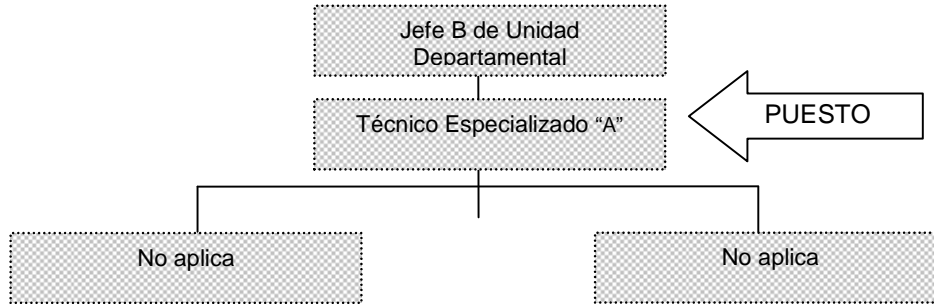 Jefe B de Unidad
Departamental
Técnico Especializado “A”
PUESTO
No aplica
No aplica